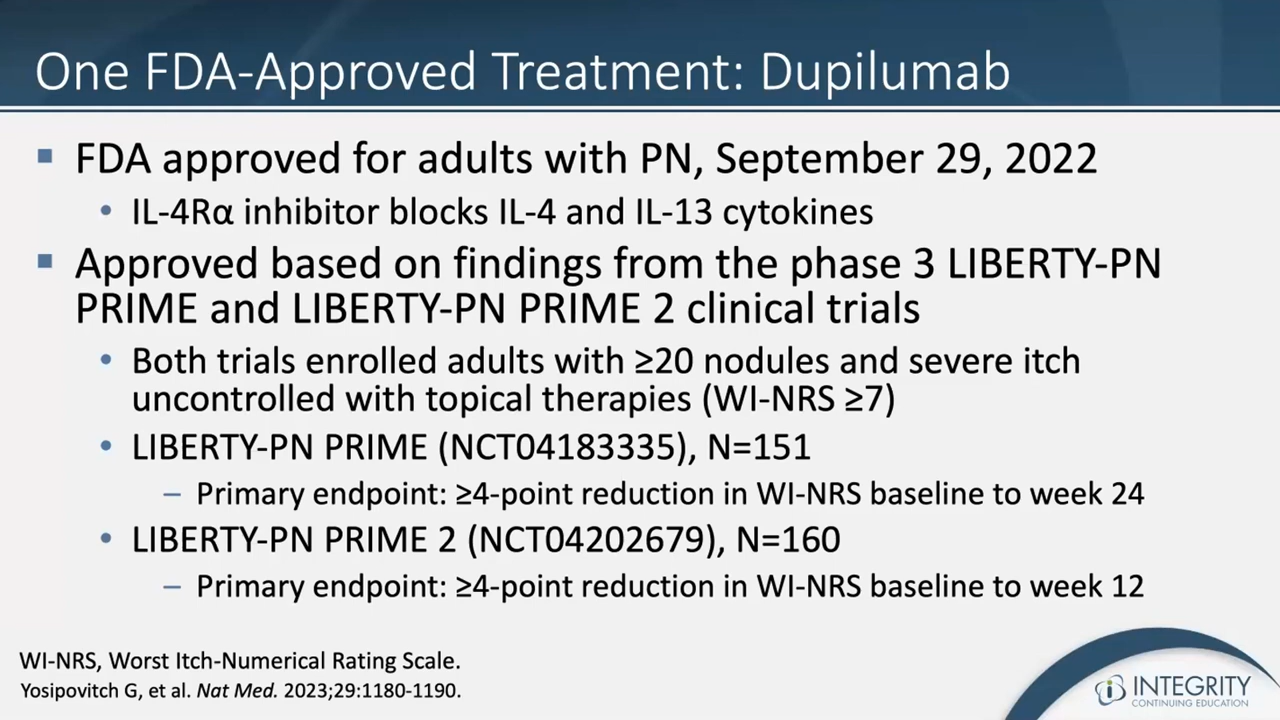 One FDA-Approved Treatment: Dupilumab
▪ FDA approved for adults with PN, September 29, 2022
• IL-4Rα inhibitor blocks IL-4 and IL-13 cytokines
▪ Approved based on findings from the phase 3 LIBERTY-PN
PRIME and LIBERTY-PN PRIME 2 clinical trials
• Both trials enrolled adults with ≥20 nodules and severe itch
uncontrolled with topical therapies (WI-NRS ≥7)
• LIBERTY-PN PRIME (NCT04183335), N=151
– Primary endpoint: ≥4-point reduction in WI-NRS baseline to week 24
• LIBERTY-PN PRIME 2 (NCT04202679), N=160
– Primary endpoint: ≥4-point reduction in WI-NRS baseline to week 12
WI-NRS, Worst Itch-Numerical Rating Scale.
Yosipovitch G, et al. Nat Med. 2023;29:1180-1190.
INTEGRITY
CONTINUING EDUCATION